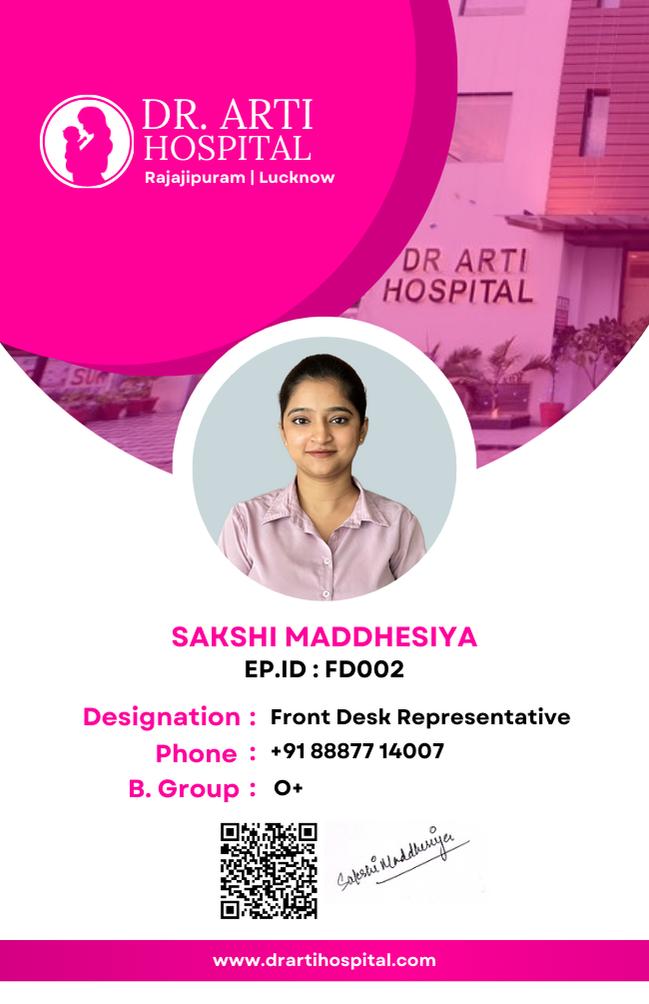 DR. ARTI
HOSPITAL
Rajajipuram | Lucknow
DR ARTI
HOSPITAL
SUR
SAKSHI MADDHESIYA
EP.ID : FD002
Designation : Front Desk Representative
Phone : +91 88877 14007
B. Group : O+
Sakshi Maddhesiya
www.drartihospital.com